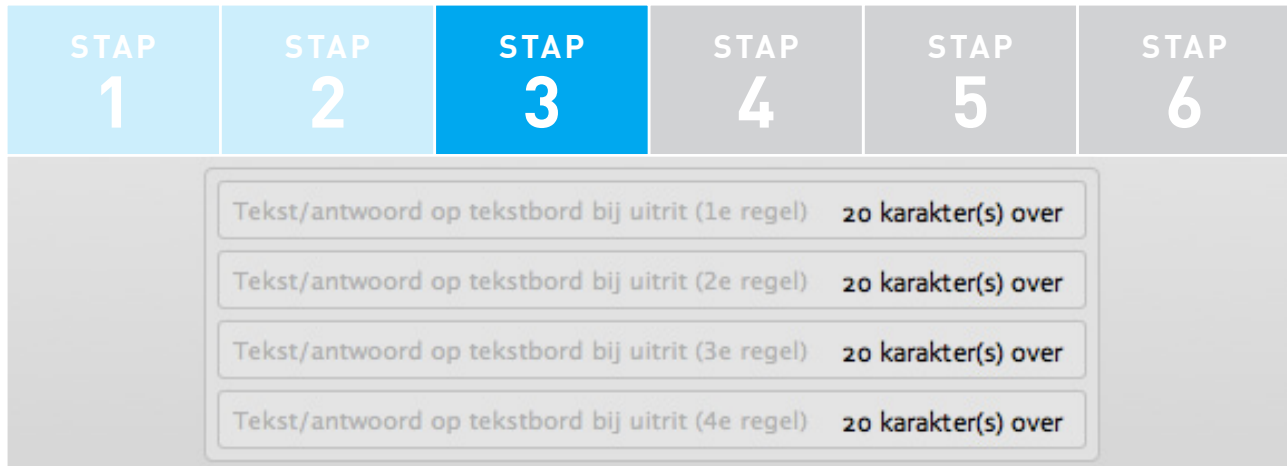 STAP STAP STAP STAP STAP STAP
1 2 3 4 5 6
Tekst/antwoord op tekstbord bij uitrit (1e regel) 20 karakter(s) over
Tekst/antwoord op tekstbord bij uitrit (2e regel) 20 karakter(s) over
Tekst/antwoord op tekstbord bij uitrit (3e regel) 20 karakter(s) over
Tekst/antwoord op tekstbord bij uitrit (4e regel) 20 karakter(s) over